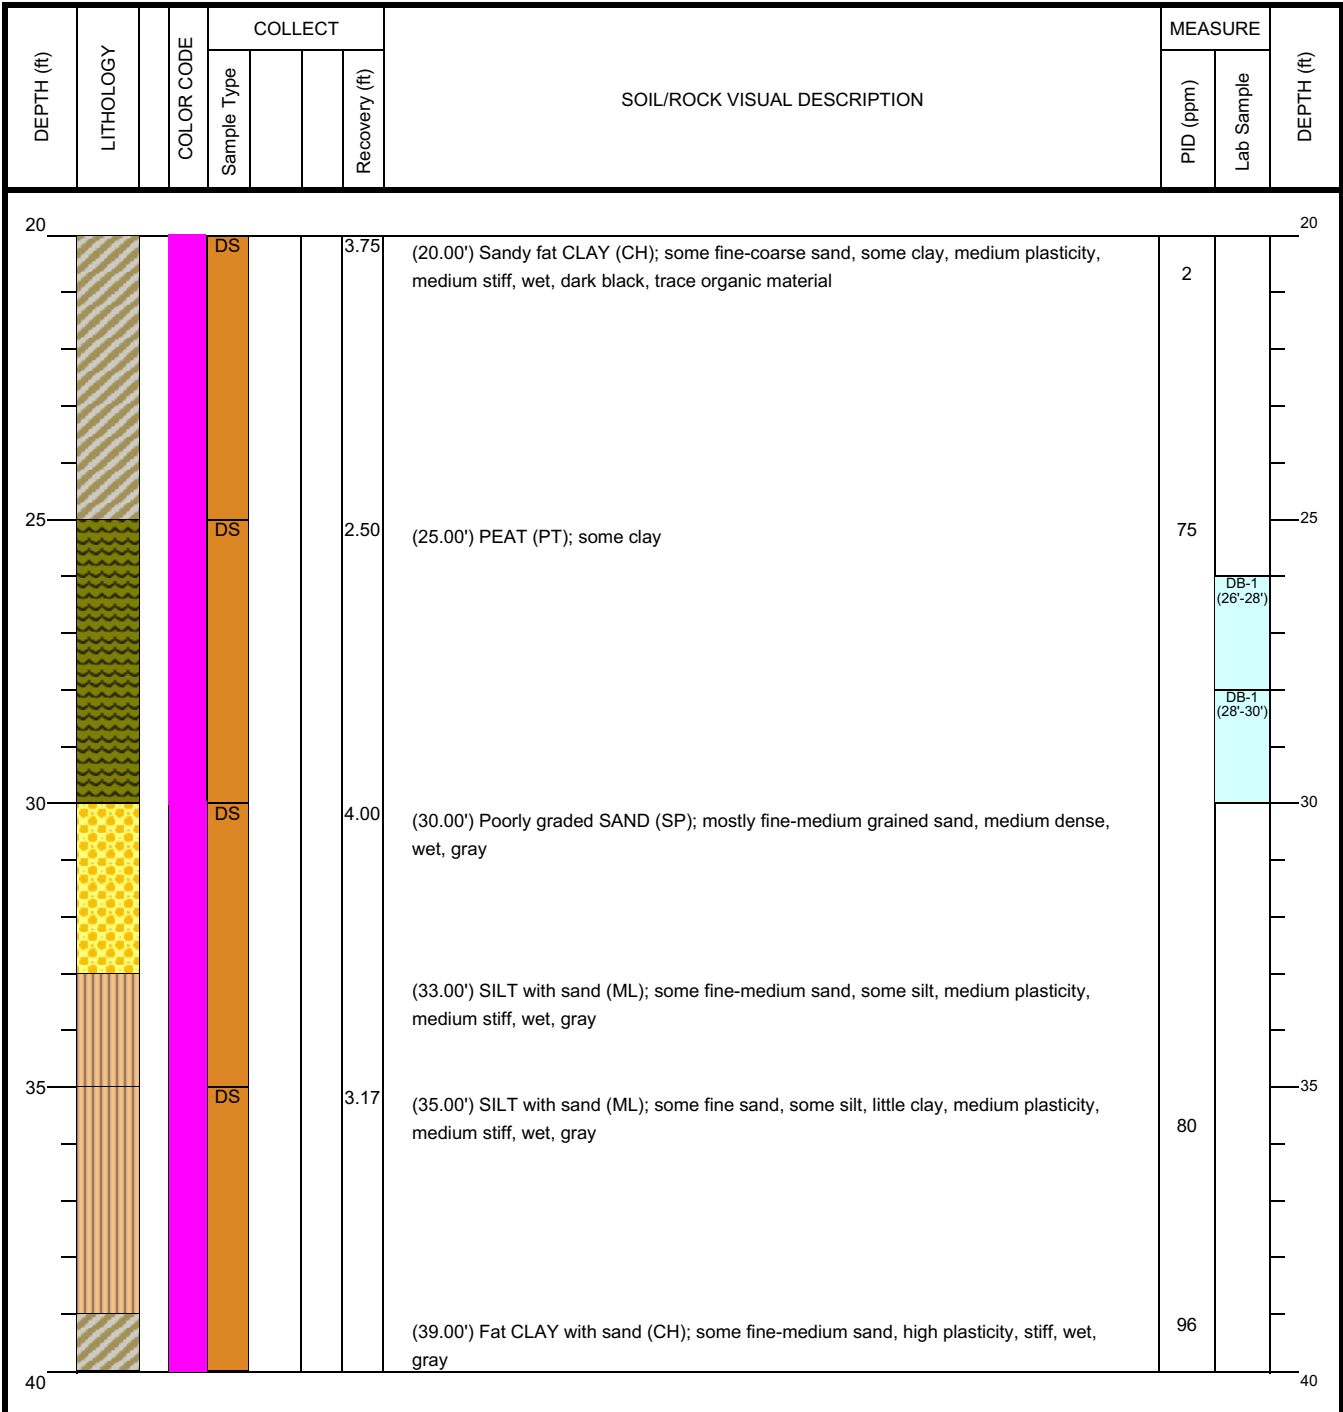 DEPTH (ft)
LITHOLOGY
COLOR CODE
COLLECT
Sample Type
Recovery (ft)
SOIL/ROCK VISUAL DESCRIPTION
MEASURE
PID (ppm)
Lab Sample
DEPTH (ft)
20
20
DS
3.75
(20.00') Sandy fat CLAY (CH); some fine-coarse sand, some clay, medium plasticity,
medium stiff, wet, dark black, trace organic material
2
25
DS
2.50
(25.00') PEAT (PT); some clay
75
25
DB-1
(26'-28')
DB-1
(28'-30')
30
DS
4.00
(30.00') Poorly graded SAND (SP); mostly fine-medium grained sand, medium dense,
wet, gray
30
(33.00') SILT with sand (ML); some fine-medium sand, some silt, medium plasticity,
medium stiff, wet, gray
35
DS
3.17
(35.00') SILT with sand (ML); some fine sand, some silt, little clay, medium plasticity,
medium stiff, wet, gray
80
35
(39.00') Fat CLAY with sand (CH); some fine-medium sand, high plasticity, stiff, wet,
gray
96
40
40